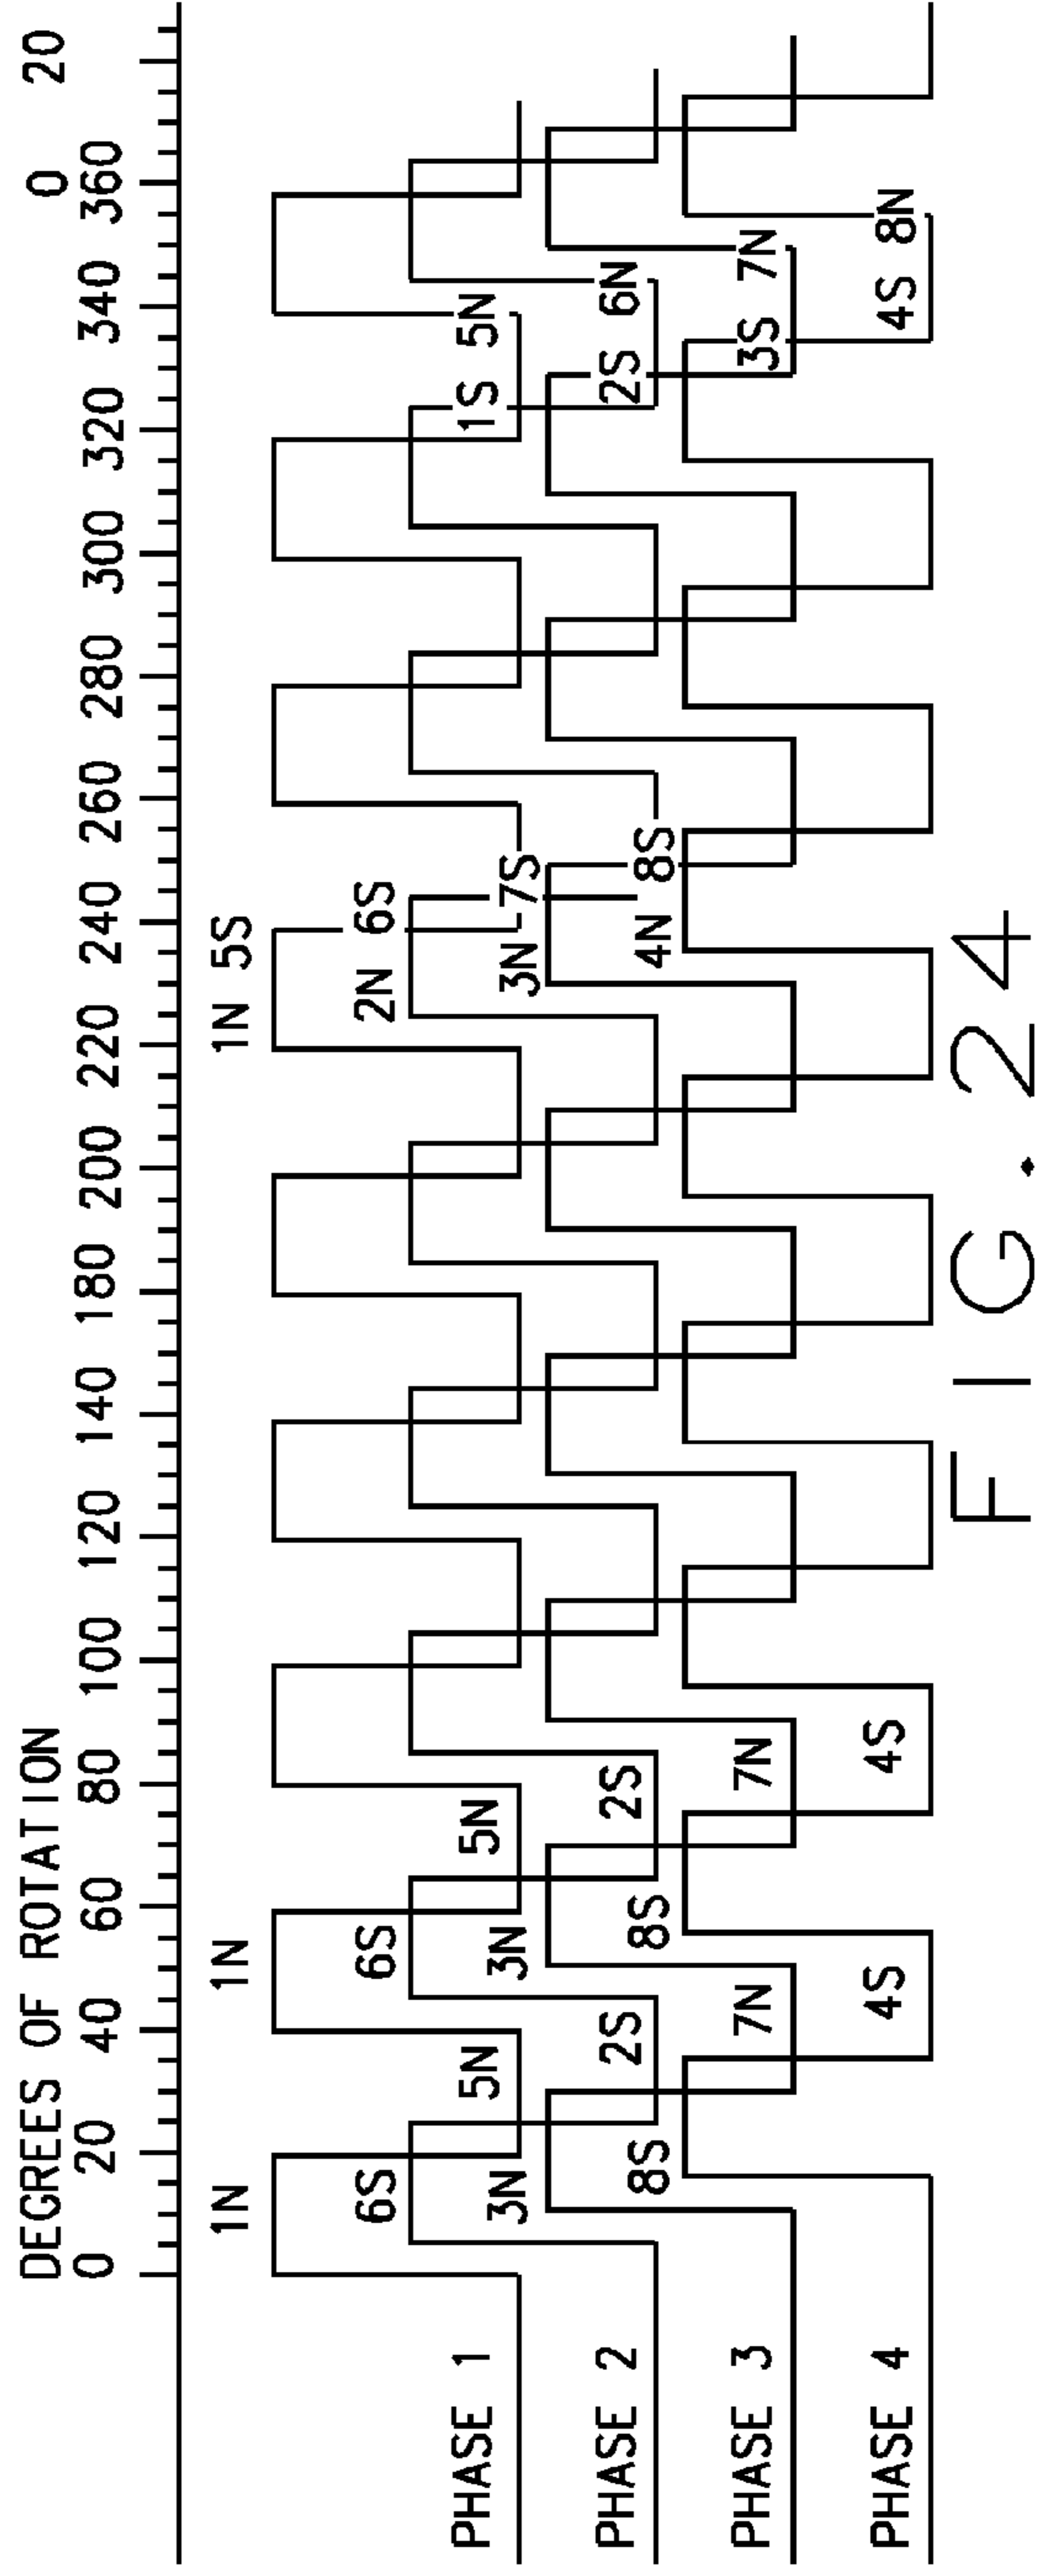 DEGREES OF ROTATION
0 20
0 20 40 60 80 100 120 140 180 200 220 240 260 280 300 320 340 360
1N 1N 1N 5S
6S 6S 2N 6S
PHASE 1 5N 5N 1S 5N
3N 3N 3N 7S
PHASE 2 2S 2S 2S 6N
8S 8S 4N 8S
PHASE 3 7N 7N 3S 7N
PHASE 4 4S 4S 4S 8N
FIG. 24